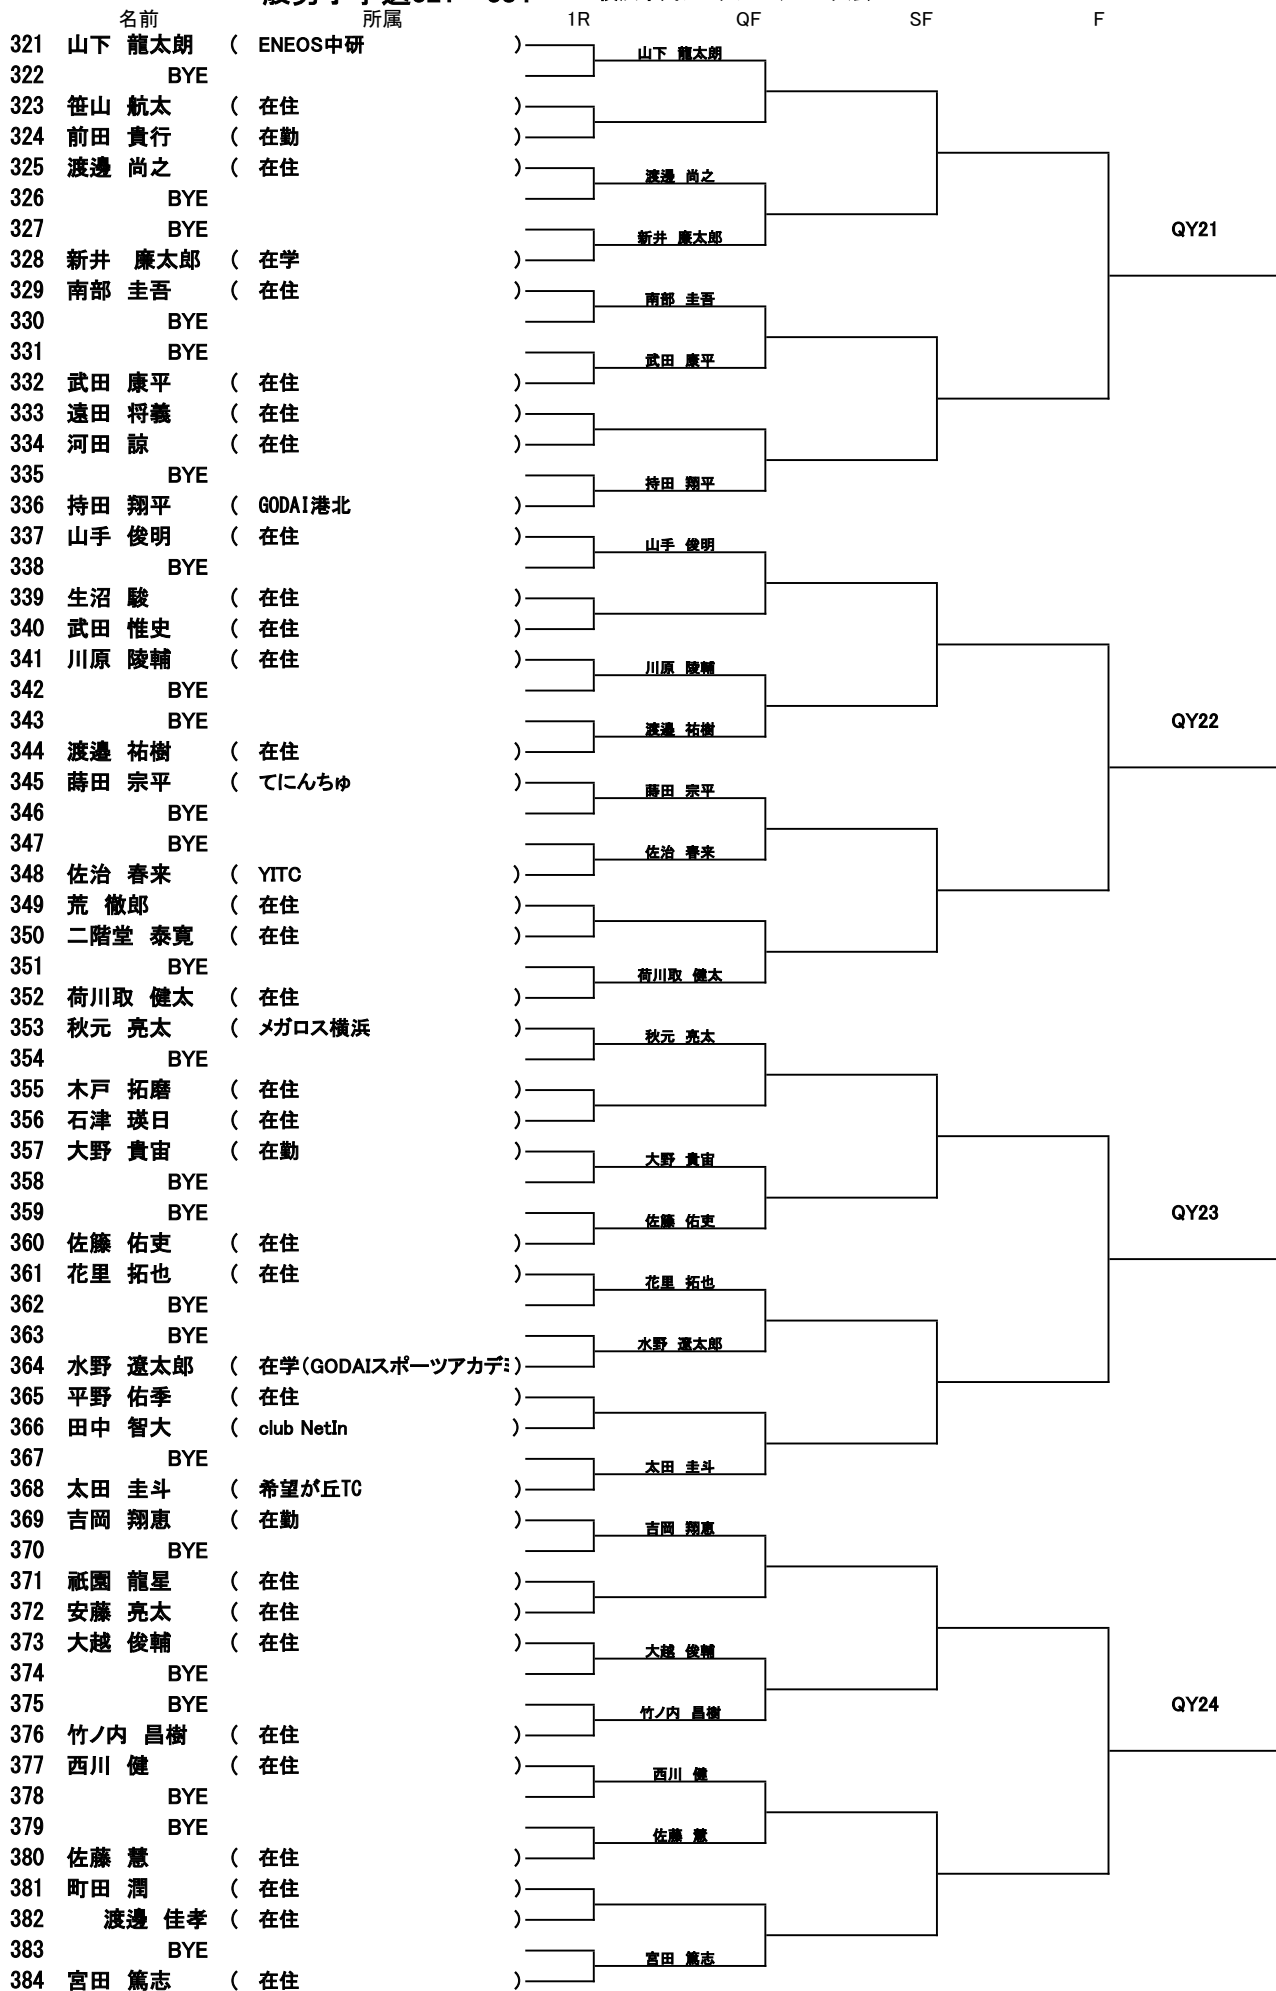 名前 所属 1R QF SF F
321 山下 龍太朗 ( ENEOS中研 ) 山下 龍太朗
322 BYE
323 笹山 航太 ( 在住 )
324 前田 貴行 ( 在勤 )
325 渡邊 尚之 ( 在住 ) 渡邊 尚之
326 BYE
327 BYE 新井 廉太郎 QY21
328 新井 廉太郎 ( 在学 )
329 南部 圭吾 ( 在住 ) 南部 圭吾
330 BYE
331 BYE 武田 康平
332 武田 康平 ( 在住 )
333 遠田 将義 ( 在住 )
334 河田 諒 ( 在住 )
335 BYE 持田 翔平
336 持田 翔平 ( GODAI港北 )
337 山手 俊明 ( 在住 ) 山手 俊明
338 BYE
339 生沼 駿 ( 在住 )
340 武田 惟史 ( 在住 )
341 川原 陵輔 ( 在住 ) 川原 陵輔
342 BYE
343 BYE 渡邉 祐樹 QY22
344 渡邉 祐樹 ( 在住 )
345 蒔田 宗平 ( てにんちゅ ) 蒔田 宗平
346 BYE
347 BYE 佐治 春来
348 佐治 春来 ( YITC )
349 荒 徹郎 ( 在住 )
350 二階堂 泰寛 ( 在住 )
351 BYE 荷川取 健太
352 荷川取 健太 ( 在住 )
353 秋元 亮太 ( メガロス横浜 ) 秋元 亮太
354 BYE
355 木戸 拓磨 ( 在住 )
356 石津 瑛日 ( 在住 )
357 大野 貴宙 ( 在勤 ) 大野 貴宙
358 BYE
359 BYE 佐籐 佑吏 QY23
360 佐籐 佑吏 ( 在住 )
361 花里 拓也 ( 在住 ) 花里 拓也
362 BYE
363 BYE 水野 遼太郎
364 水野 遼太郎 ( 在学(GODAIスポーツアカデミ )
365 平野 佑季 ( 在住 )
366 田中 智大 ( club NetIn )
367 BYE 太田 圭斗
368 太田 圭斗 ( 希望が丘TC )
369 吉岡 翔恵 ( 在勤 ) 吉岡 翔恵
370 BYE
371 祇園 龍星 ( 在住 )
372 安藤 亮太 ( 在住 )
373 大越 俊輔 ( 在住 ) 大越 俊輔
374 BYE
375 BYE 竹ノ内 昌樹 QY24
376 竹ノ内 昌樹 ( 在住 )
377 西川 健 ( 在住 ) 西川 健
378 BYE
379 BYE 佐藤 慧
380 佐藤 慧 ( 在住 )
381 町田 潤 ( 在住 )
382 渡邊 佳孝 ( 在住 )
383 BYE 宮田 篤志
384 宮田 篤志 ( 在住 )